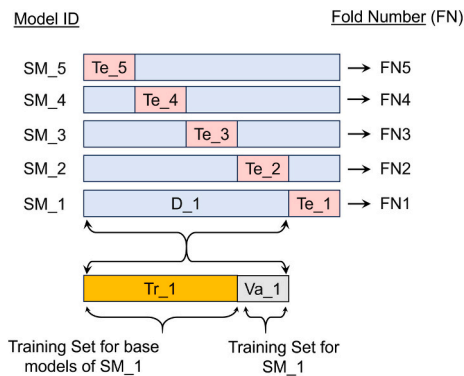 Model ID
Fold Number (FN)
SM_5 Te_5 FN5
SM_4 Te_4 FN4
SM_3 Te_3 FN3
SM_2 Te_2 FN2
SM_1 D_1 Te_1 FN1
Tr_1 Va_1
Training Set for base
models of SM_1
Training Set for
SM_1